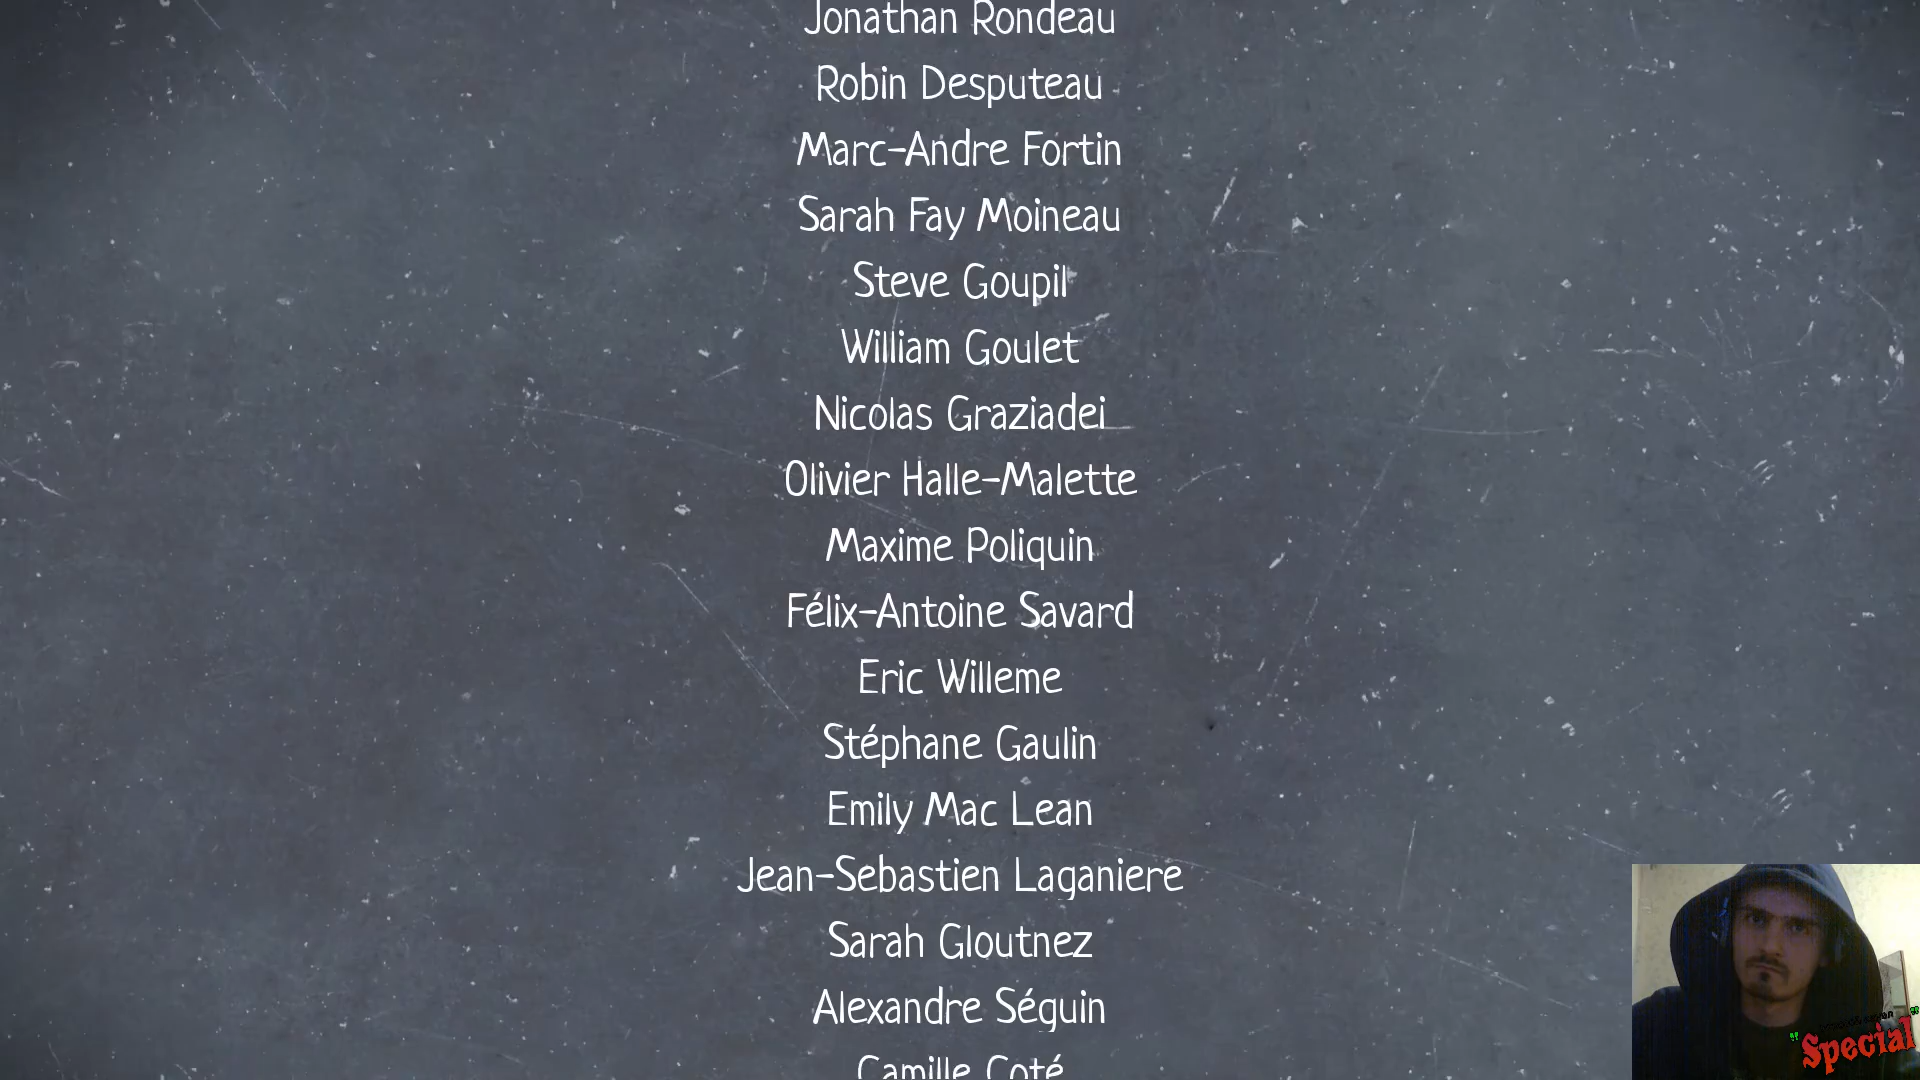 Jonathan Rondeau
Robin Desputeau
Marc-Andre Fortin
Sarah Fay Moineau
Steve Goupil
William Goulet
Nicolas Graziadei
Olivier Halle-Malette
Maxime Poliquin
Félix-Antoine Savard
Eric Willeme
Stéphane Gaulin
Emily Mac Lean
Jean-Sebastien Laganiere
Sarah Gloutnez
Alexandre Séguin
Camille Coté
"Special"